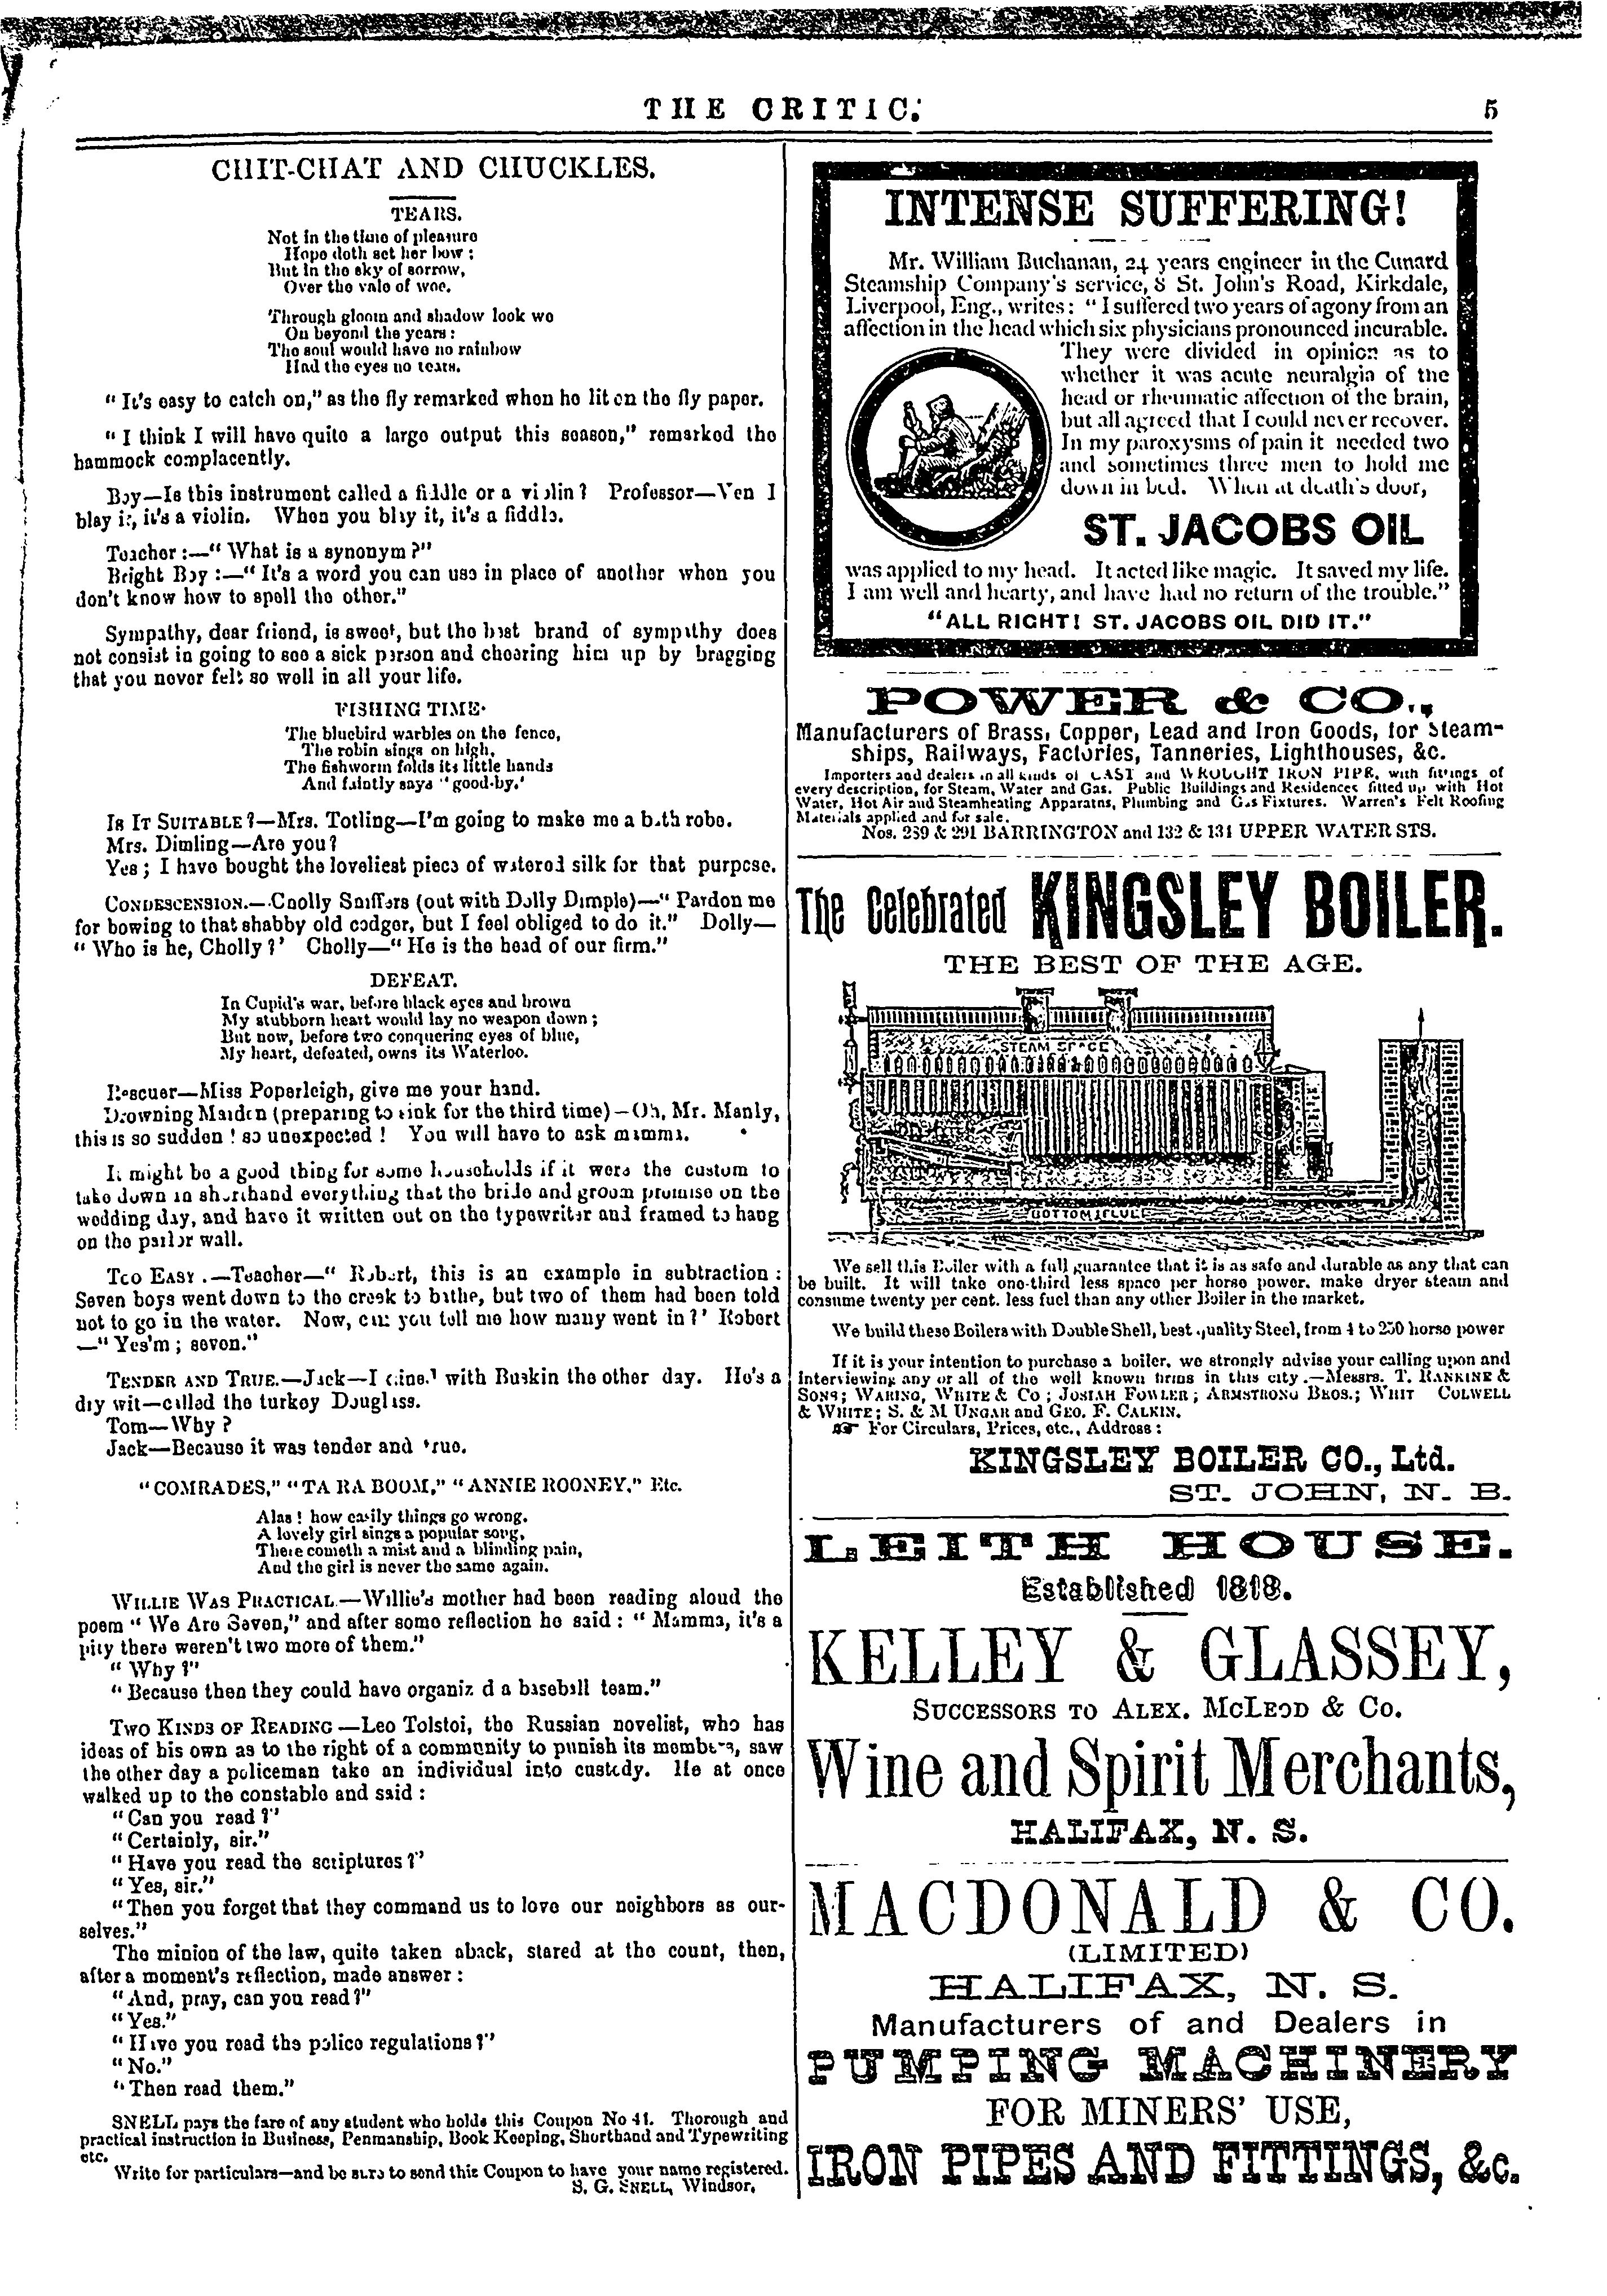 THE CRITIC.
5
CHIT-CHAT AND CHUCKLES.
TEARS.
Not in the time of pleasure
Hope doth set her bow;
But in the sky of sorrow,
Over the vale of woe.
Through gloom and shadow look we
On beyond the years:
The soul would have no rainbow
Had the eyes no tears.
"It's easy to catch on," as the fly remarked when he lit on the fly paper.
"I think I will have quite a large output this season," remarked the
hammock complacently.
Boy—Is this instrument called a fiddle or a violin? Professor—Ven I
blay it, it's a violin. When you blay it, it's a fiddle.
Teacher:—"What is a synonym?"
Bright Boy:—"It's a word you can use in place of another when you
don't know how to spell the other."
Sympathy, dear friend, is sweet, but the best brand of sympathy does
not consist in going to see a sick person and cheering him up by bragging
that you never felt so well in all your life.
FISHING TIME.
The bluebird warbles on the fence,
The robin sings on high,
The fishworm folds its little hands
And faintly says "good-by.'
IS IT SUITABLE?—Mrs. Totling—I'm going to make me a bath robe.
Mrs. Dimling—Are you?
Yes; I have bought the loveliest piece of watered silk for that purpose.
CONDESCENSION.—Cholly Sniffers (out with Dolly Dimple)—"Pardon me
for bowing to that shabby old codger, but I feel obliged to do it." Dolly—
"Who is he, Cholly?' Cholly—"He is the head of our firm."
DEFEAT.
In Cupid's war, before black eyes and brown
My stubborn heart would lay no weapon down;
But now, before two conquering eyes of blue,
My heart, defeated, owns its Waterloo.
Rescuer—Miss Peperleigh, give me your hand.
Drowning Maiden (preparing to sink for the third time)—Oh, Mr. Manly,
this is so sudden! so unexpected! You will have to ask mamma.
It might be a good thing for some households if it were the custom to
take down in shorthand everything that the bride and groom promise on the
wedding day, and have it written out on the typewriter and framed to hang
on the parlor wall.
TOO EASY.—Teacher—"Robert, this is an example in subtraction:
Seven boys went down to the creek to bathe, but two of them had been told
not to go in the water. Now, can you tell me how many went in?' Robert
—"Yes'm; seven."
TENDER AND TRUE.—Jack—I dined with Buskin the other day. He's a
dry wit—called the turkey Douglass.
Tom—Why?
Jack—Because it was tender and true.
"COMRADES," "TA RA BOOM," "ANNIE ROONEY," Etc.
Alas! how easily things go wrong.
A lovely girl sings a popular song,
There cometh a mist and a blinding pain,
And the girl is never the same again.
WILLIE WAS PRACTICAL.—Willie's mother had been reading aloud the
poem "We Are Seven," and after some reflection he said: "Mamma, it's a
pity there weren't two more of them."
"Why?"
"Because then they could have organized a baseball team."
TWO KINDS OF READING—Leo Tolstoi, the Russian novelist, who has
ideas of his own as to the right of a community to punish its members, saw
the other day a policeman take an individual into custody. He at once
walked up to the constable and said:
"Can you read?"
"Certainly, sir."
"Have you read the scriptures?"
"Yes, sir."
"Then you forget that they command us to love our neighbors as our-
selves."
The minion of the law, quite taken aback, stared at the count, then,
after a moment's reflection, made answer:
"And, pray, can you read?"
"Yes."
"Have you read the police regulations?"
"No."
"Then read them."
SNELL pays the fare of any student who holds this Coupon No 41. Thorough and
practical instruction in Business, Penmanship, Book Keeping, Shorthand and Typewriting
etc.
Write for particulars—and be sure to send this Coupon to have your name registered.
S. G. SNELL, Windsor.
INTENSE SUFFERING!
Mr. William Buchanan, 24 years engineer in the Cunard
Steamship Company's service, 8 St. John's Road, Kirkdale,
Liverpool, Eng., writes: "I suffered two years of agony from an
affection in the head which six physicians pronounced incurable.
They were divided in opinion as to
whether it was acute neuralgia of the
head or rheumatic affection of the brain,
but all agreed that I could never recover.
In my paroxysms of pain it needed two
and sometimes three men to hold me
down in bed. When at death's door,
ST. JACOBS OIL
was applied to my head. It acted like magic. It saved my life.
I am well and hearty, and have had no return of the trouble."
"ALL RIGHT! ST. JACOBS OIL DID IT."
POWER & CO.,
Manufacturers of Brass, Copper, Lead and Iron Goods, for Steam-
ships, Railways, Factories, Tanneries, Lighthouses, &c.
Importers and dealers in all kinds of CAST and WROUGHT IRON PIPE, with fittings of
every description, for Steam, Water and Gas. Public Buildings and Residences fitted up with Hot
Water, Hot Air and Steamheating Apparatus, Plumbing and Gas Fixtures. Warren's Felt Roofing
Materials applied and for sale.
Nos. 289 & 291 BARRINGTON and 132 & 134 UPPER WATER STS.
The Celebrated KINGSLEY BOILER.
THE BEST OF THE AGE.
STEAM SPACE
CHIMNEY
BOTTOM FLUE
We sell this Boiler with a full guarantee that it is as safe and durable as any that can
be built. It will take one-third less space per horse power, make dryer steam and
consume twenty per cent. less fuel than any other Boiler in the market.
We build these Boilers with Double Shell, best quality Steel, from 4 to 250 horse power
If it is your intention to purchase a boiler, we strongly advise your calling upon and
interviewing any or all of the well known firms in this city.—Messrs. T. RANKINE &
SONS; WARING, WHITE & Co; JOSIAH FOWLER; ARMSTRONG BROS.; WHIT COLWELL
& WHITE; S. & M UNGAR and GEO. F. CALKIN.
☞ For Circulars, Prices, etc., Address:
KINGSLEY BOILER CO., Ltd.
ST. JOHN, N. B.
LEITH HOUSE.
Established 1818.
KELLEY & GLASSEY,
SUCCESSORS TO ALEX. MCLEOD & CO.
Wine and Spirit Merchants,
HALIFAX, N. S.
MACDONALD & CO.
(LIMITED)
HALIFAX, N. S.
Manufacturers of and Dealers in
PUMPING MACHINERY
FOR MINERS' USE,
IRON PIPES AND FITTINGS, &c.